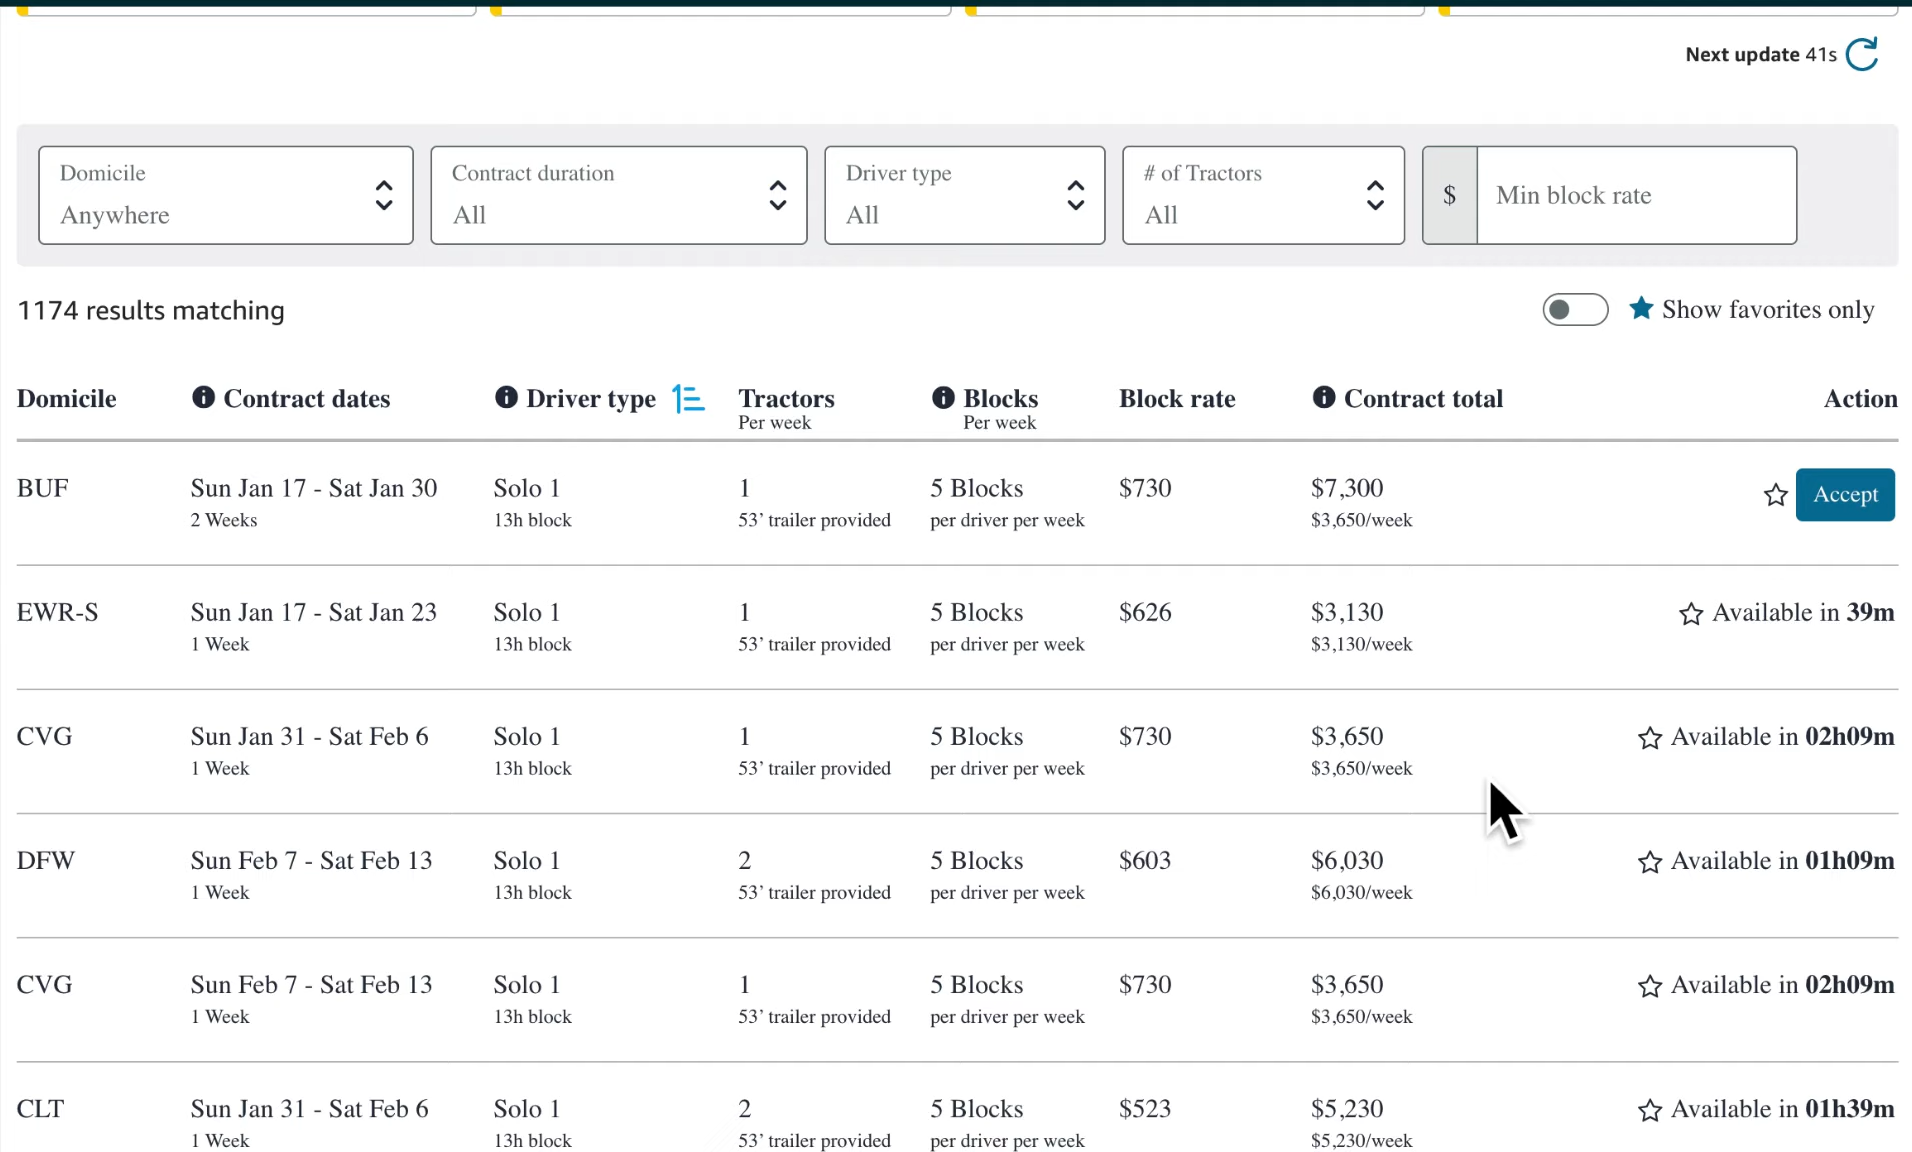 Next update 41s
Domicile
Anywhere
Contract duration
All
Driver type
All
# of Tractors
All
$ Min block rate
1174 results matching
Show favorites only
Domicile Contract dates Driver type Tractors Blocks Block rate Contract total Action
Per week Per week
BUF Sun Jan 17 - Sat Jan 30 Solo 1 1 5 Blocks $730 $7,300 Accept
2 Weeks 13h block 53’ trailer provided per driver per week $3,650/week
EWR-S Sun Jan 17 - Sat Jan 23 Solo 1 1 5 Blocks $626 $3,130 Available in 39m
1 Week 13h block 53’ trailer provided per driver per week $3,130/week
CVG Sun Jan 31 - Sat Feb 6 Solo 1 1 5 Blocks $730 $3,650 Available in 02h09m
1 Week 13h block 53’ trailer provided per driver per week $3,650/week
DFW Sun Feb 7 - Sat Feb 13 Solo 1 2 5 Blocks $603 $6,030 Available in 01h09m
1 Week 13h block 53’ trailer provided per driver per week $6,030/week
CVG Sun Feb 7 - Sat Feb 13 Solo 1 1 5 Blocks $730 $3,650 Available in 02h09m
1 Week 13h block 53’ trailer provided per driver per week $3,650/week
CLT Sun Jan 31 - Sat Feb 6 Solo 1 2 5 Blocks $523 $5,230 Available in 01h39m
1 Week 13h block 53’ trailer provided per driver per week $5,230/week